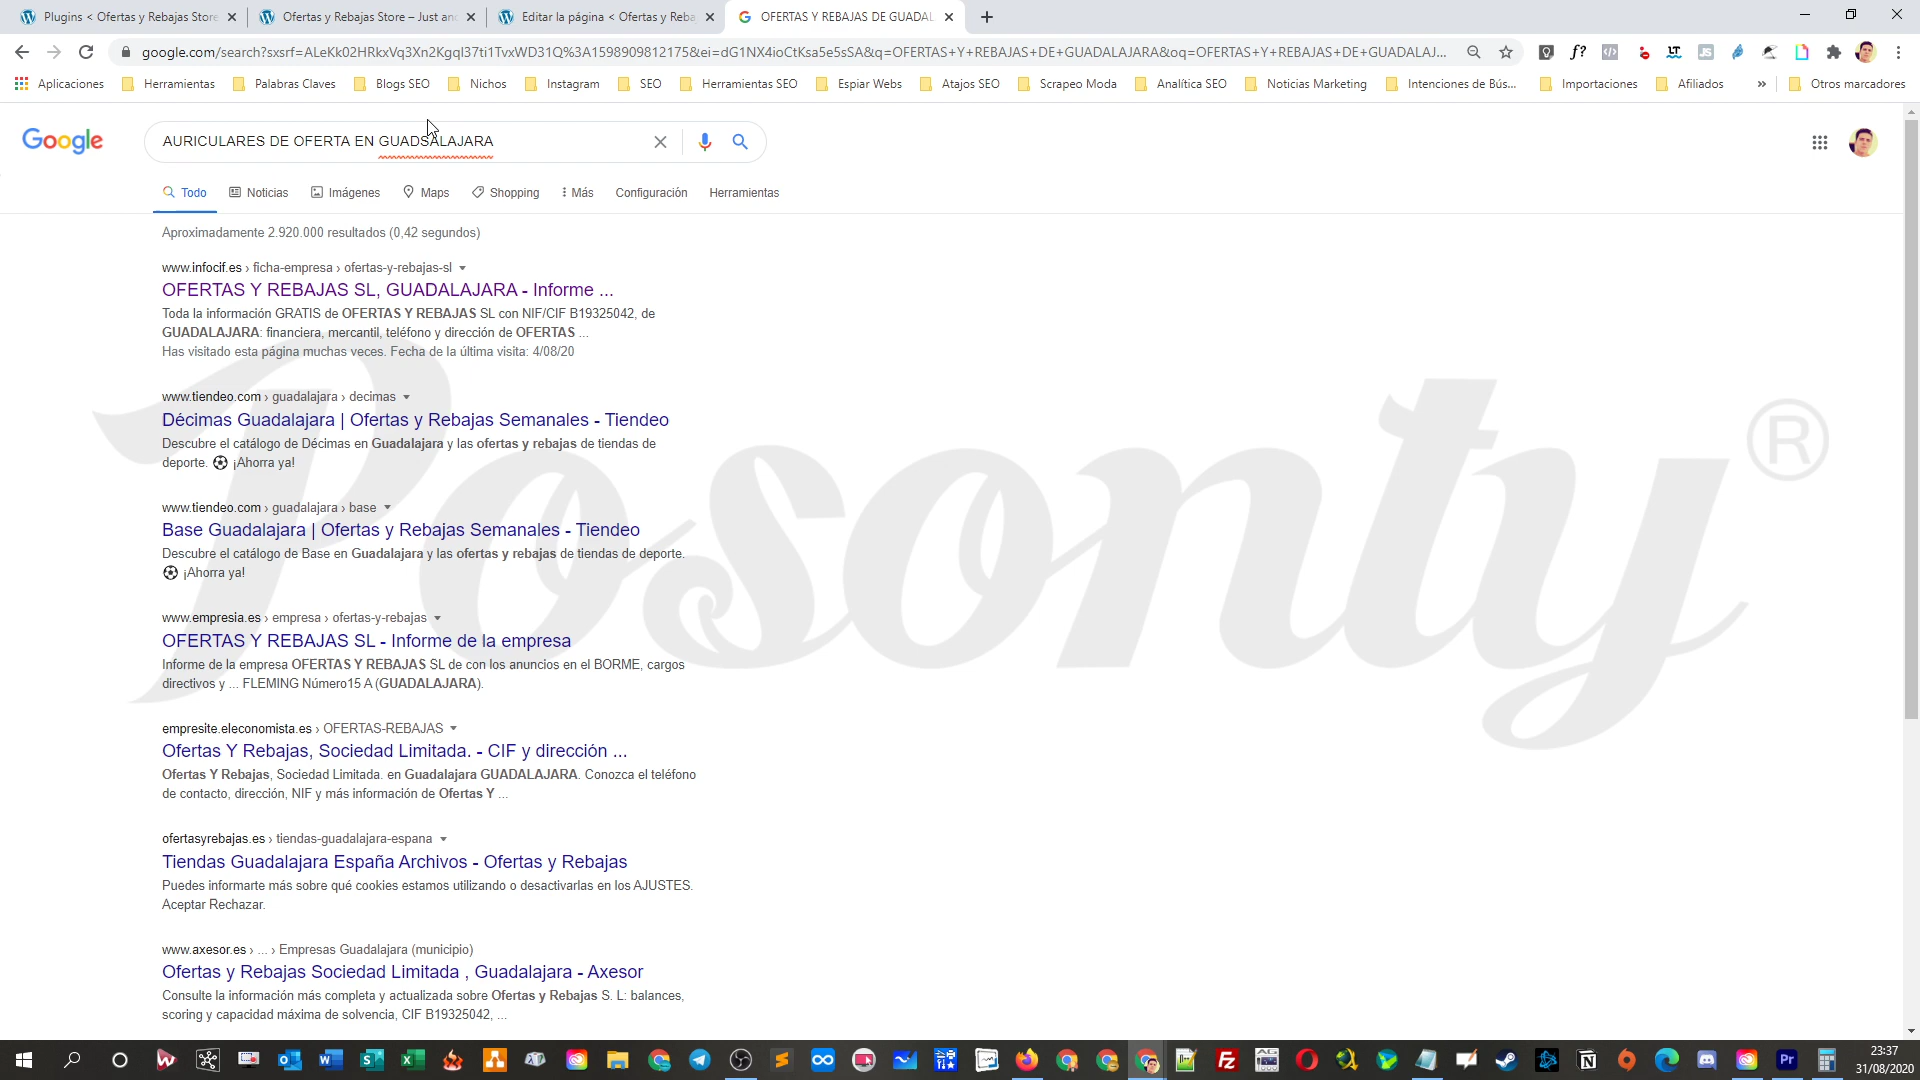 Plugins < Ofertas y Rebajas Store
Ofertas y Rebajas Store – Just an
Editar la página < Ofertas y Reba
OFERTAS Y REBAJAS DE GUADAL
google.com/search?sxsrf=ALeKk02HRkxVq3Xn2Kgql37ti1TvxWD31Q%3A1598909812175&ei=dG1NX4ioCtKsa5e5sSA&q=OFERTAS+Y+REBAJAS+DE+GUADALAJARA&oq=OFERTAS+Y+REBAJAS+DE+GUADALAJ...
Aplicaciones Herramientas Palabras Claves Blogs SEO Nichos Instagram SEO Herramientas SEO Espiar Webs Atajos SEO Scrapeo Moda Analítica SEO Noticias Marketing Intenciones de Bús... Importaciones Afiliados » Otros marcadores
Google
AURICULARES DE OFERTA EN GUADSALAJARA
Todo Noticias Imágenes Maps Shopping Más Configuración Herramientas
Aproximadamente 2.920.000 resultados (0,42 segundos)
www.infocif.es › ficha-empresa › ofertas-y-rebajas-sl
OFERTAS Y REBAJAS SL, GUADALAJARA - Informe ...
Toda la información GRATIS de OFERTAS Y REBAJAS SL con NIF/CIF B19325042, de
GUADALAJARA: financiera, mercantil, teléfono y dirección de OFERTAS ...
Has visitado esta página muchas veces. Fecha de la última visita: 4/08/20
www.tiendeo.com › guadalajara › decimas
Décimas Guadalajara | Ofertas y Rebajas Semanales - Tiendeo
Descubre el catálogo de Décimas en Guadalajara y las ofertas y rebajas de tiendas de
deporte. ⚽ ¡Ahorra ya!
www.tiendeo.com › guadalajara › base
Base Guadalajara | Ofertas y Rebajas Semanales - Tiendeo
Descubre el catálogo de Base en Guadalajara y las ofertas y rebajas de tiendas de deporte.
⚽ ¡Ahorra ya!
www.empresia.es › empresa › ofertas-y-rebajas
OFERTAS Y REBAJAS SL - Informe de la empresa
Informe de la empresa OFERTAS Y REBAJAS SL de con los anuncios en el BORME, cargos
directivos y ... FLEMING Número15 A (GUADALAJARA).
empresite.eleconomista.es › OFERTAS-REBAJAS
Ofertas Y Rebajas, Sociedad Limitada. - CIF y dirección ...
Ofertas Y Rebajas, Sociedad Limitada. en Guadalajara GUADALAJARA. Conozca el teléfono
de contacto, dirección, NIF y más información de Ofertas Y ...
ofertasyrebajas.es › tiendas-guadalajara-espana
Tiendas Guadalajara España Archivos - Ofertas y Rebajas
Puedes informarte más sobre qué cookies estamos utilizando o desactivarlas en los AJUSTES.
Aceptar Rechazar.
www.axesor.es › ... › Empresas Guadalajara (municipio)
Ofertas y Rebajas Sociedad Limitada , Guadalajara - Axesor
Consulte la información más completa y actualizada sobre Ofertas y Rebajas S. L: balances,
scoring y capacidad máxima de solvencia, CIF B19325042, ...
Posonty ®
23:37
31/08/2020